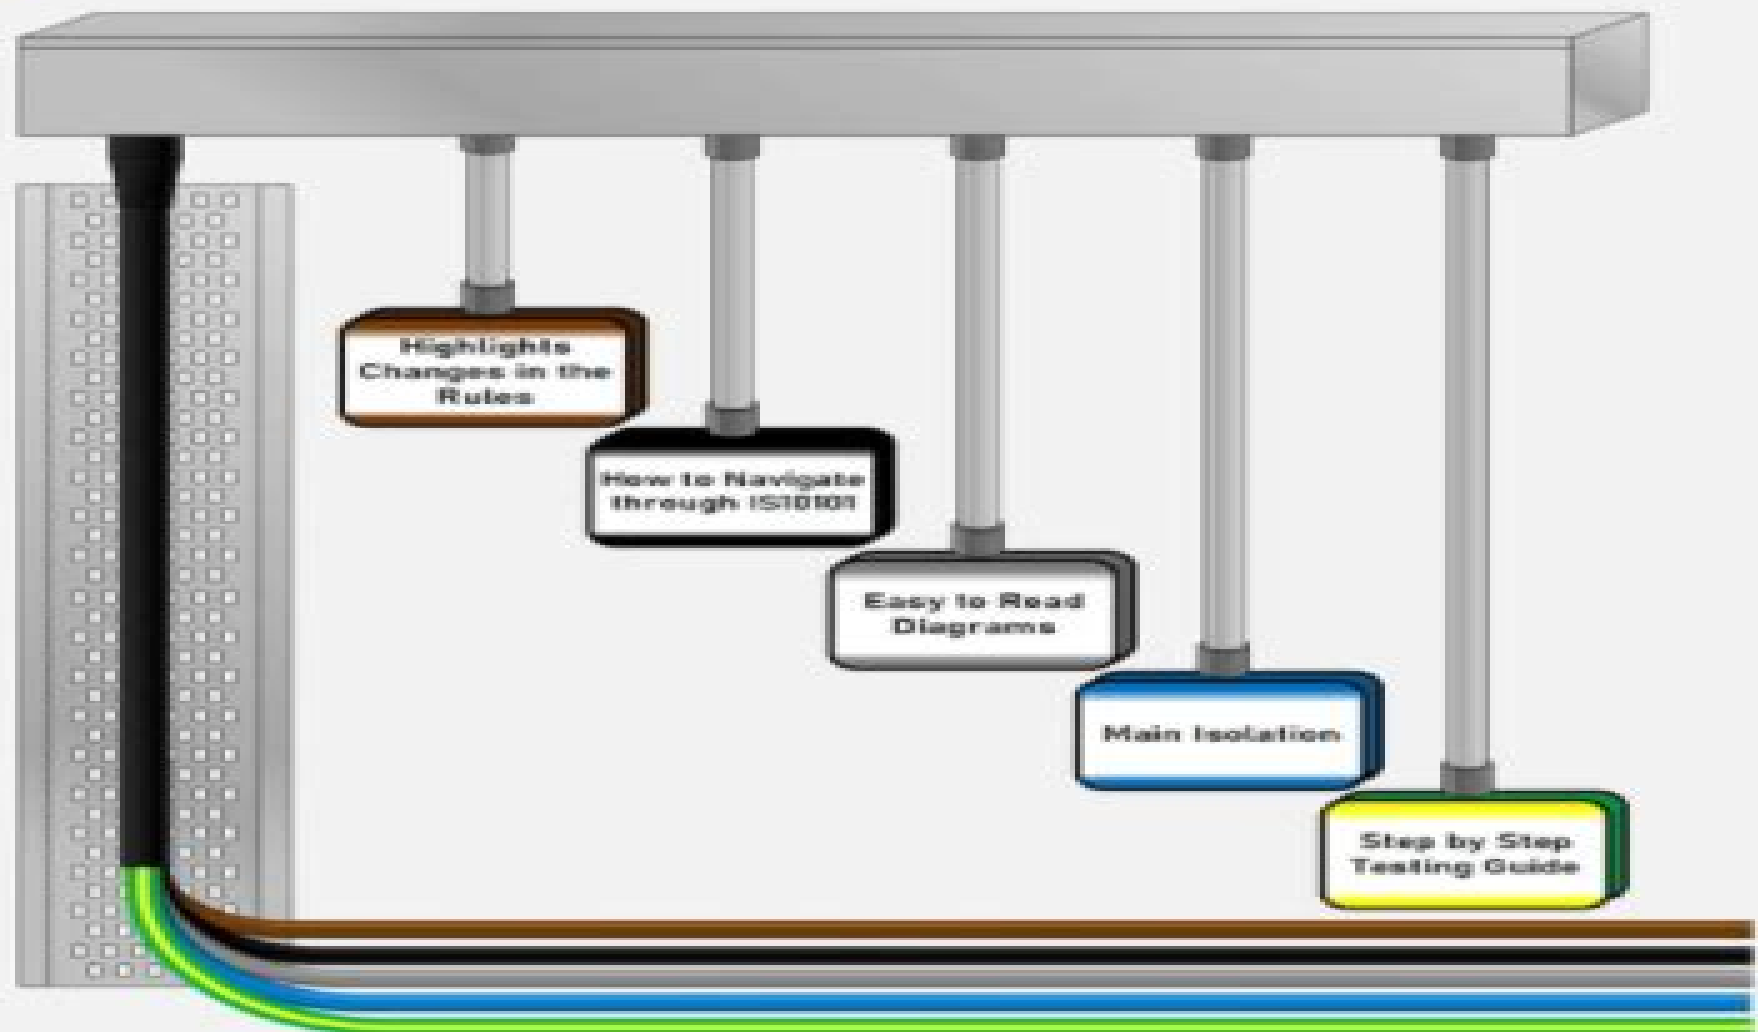 Highlights
Changes in the
Rules
How to Navigate
through IS10101
Easy to Read
Diagrams
Main Isolation
Step by Step
Testing Guide